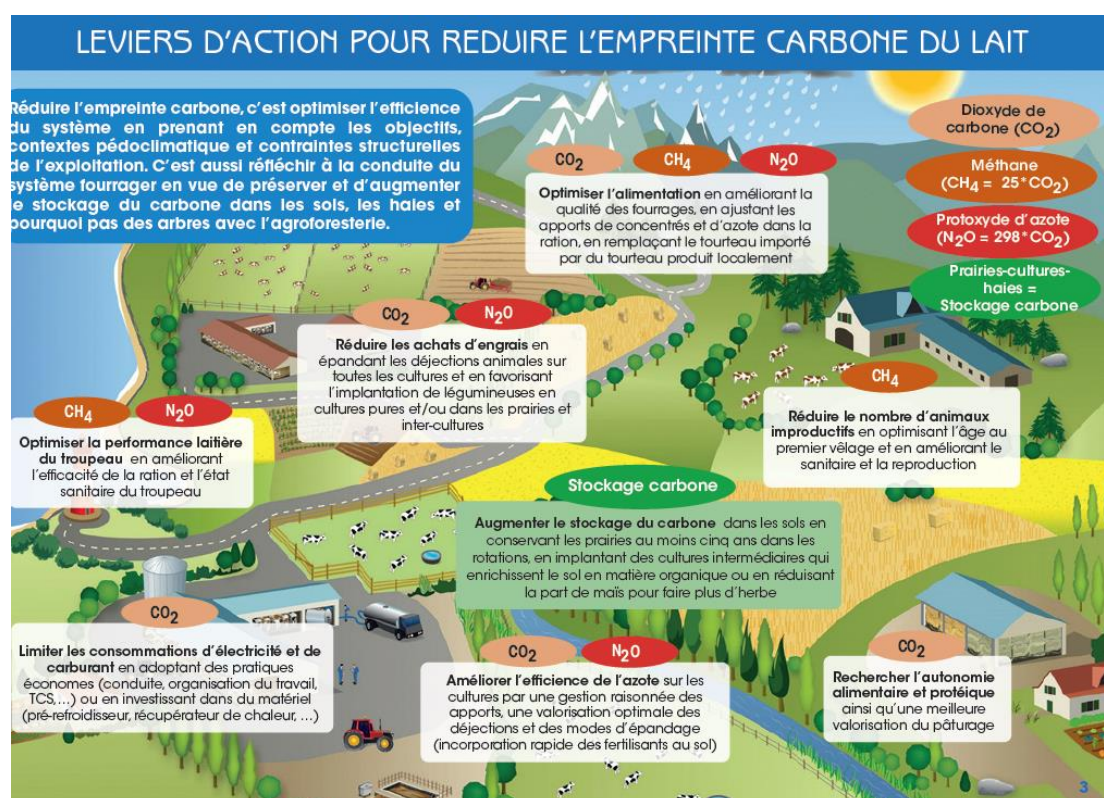 LEVIERS D'ACTION POUR REDUIRE L'EMPREINTE CARBONE DU LAIT
Réduire l'empreinte carbone, c'est optimiser l'efficience
du système en prenant en compte les objectifs,
contextes pédoclimatique et contraintes structurelles
de l'exploitation. C'est aussi réfléchir à la conduite du
système fourrager en vue de préserver et d'augmenter
le stockage du carbone dans les sols, les haies et
pourquoi pas des arbres avec l'agroforesterie.
Dioxyde de
carbone (CO2)
Méthane
(CH4 = 25*CO2)
Protoxyde d'azote
(N2O = 298*CO2)
Prairies-cultures-
haies =
Stockage carbone
CO2 CH4 N2O
Optimiser l'alimentation en améliorant la
qualité des fourrages, en ajustant les
apports de concentrés et d'azote dans la
ration, en remplaçant le tourteau importé
par du tourteau produit localement
CO2 N2O
Réduire les achats d'engrais en
épandant les déjections animales sur
toutes les cultures et en favorisant
l'implantation de légumineuses en
cultures pures et/ou dans les prairies et
inter-cultures
CH4
Réduire le nombre d'animaux
improductifs en optimisant l'âge au
premier vêlage et en améliorant le
sanitaire et la reproduction
CH4 N2O
Optimiser la performance laitière
du troupeau en améliorant
l'efficacité de la ration et l'état
sanitaire du troupeau
Stockage carbone
Augmenter le stockage du carbone dans les sols en
conservant les prairies au moins cinq ans dans les
rotations, en implantant des cultures intermédiaires qui
enrichissent le sol en matière organique ou en réduisant
la part de maïs pour faire plus d'herbe
CO2
Limiter les consommations d'électricité et de
carburant en adoptant des pratiques
économes (conduite, organisation du travail,
TCS,...) ou en investissant dans du matériel
(pré-refroidisseur, récupérateur de chaleur, ...)
CO2 N2O
Améliorer l'efficience de l'azote sur les
cultures par une gestion raisonnée des
apports, une valorisation optimale des
déjections et des modes d'épandage
(incorporation rapide des fertilisants au sol)
CO2
Rechercher l'autonomie
alimentaire et protéique
ainsi qu'une meilleure
valorisation du pâturage
3